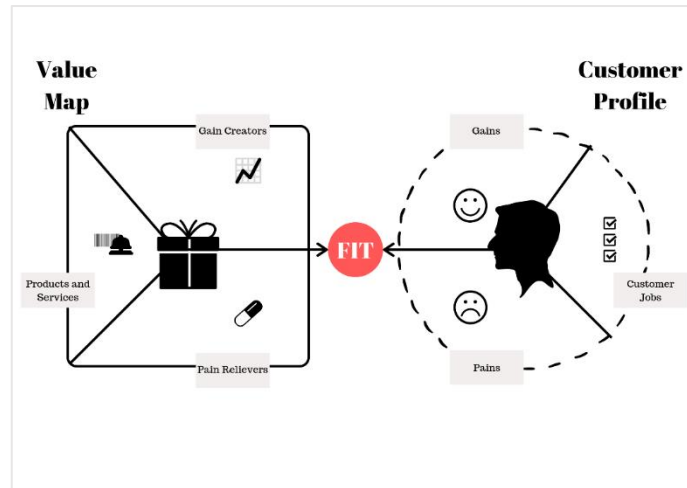 Value
Map
Customer
Profile
Gain Creators
Gains
FIT
Products and
Services
Customer
Jobs
Pain Relievers
Pains